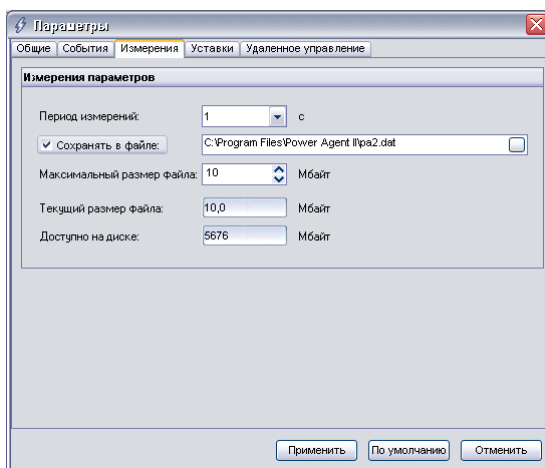 Параметры
Общие События Измерения Уставки Удаленное управление
Измерения параметров
Период измерений: 1 с
Сохранять в файле: C:\Program Files\Power Agent II\pa2.dat
Максимальный размер файла: 10 Мбайт
Текущий размер файла: 10,0 Мбайт
Доступно на диске: 5676 Мбайт
Применить По умолчанию Отменить